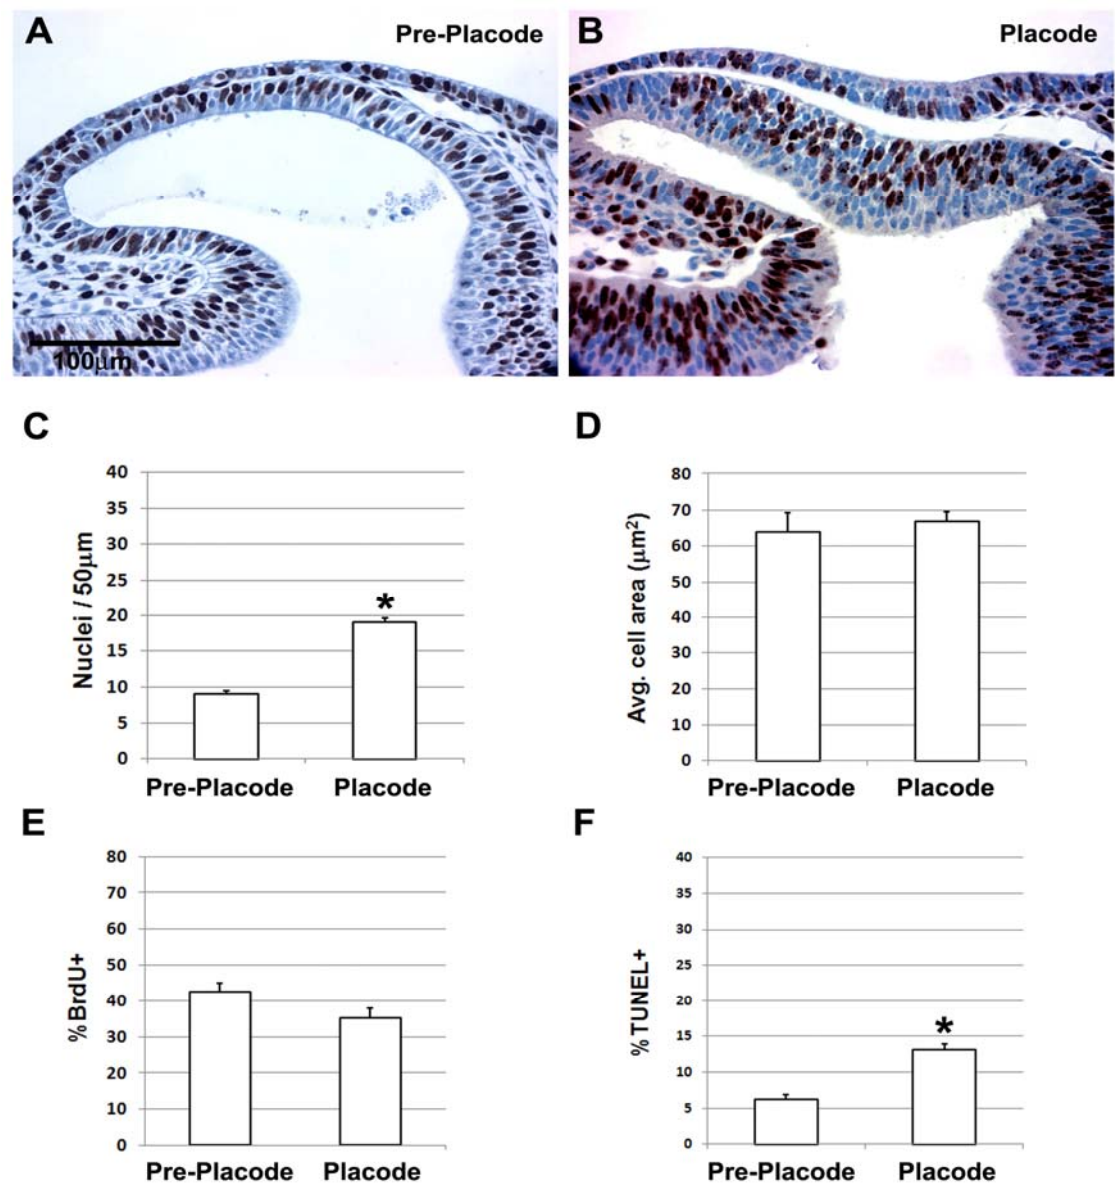 A
Pre-Placode
100μm
B
Placode
C
Nuclei / 50μm
40
35
30
25
20
15
10
5
0
*
Pre-Placode
Placode
D
Avg. cell area (μm²)
80
70
60
50
40
30
20
10
0
Pre-Placode
Placode
E
% BrdU+
80
70
60
50
40
30
20
10
0
Pre-Placode
Placode
F
% TUNEL+
40
35
30
25
20
15
10
5
0
*
Pre-Placode
Placode